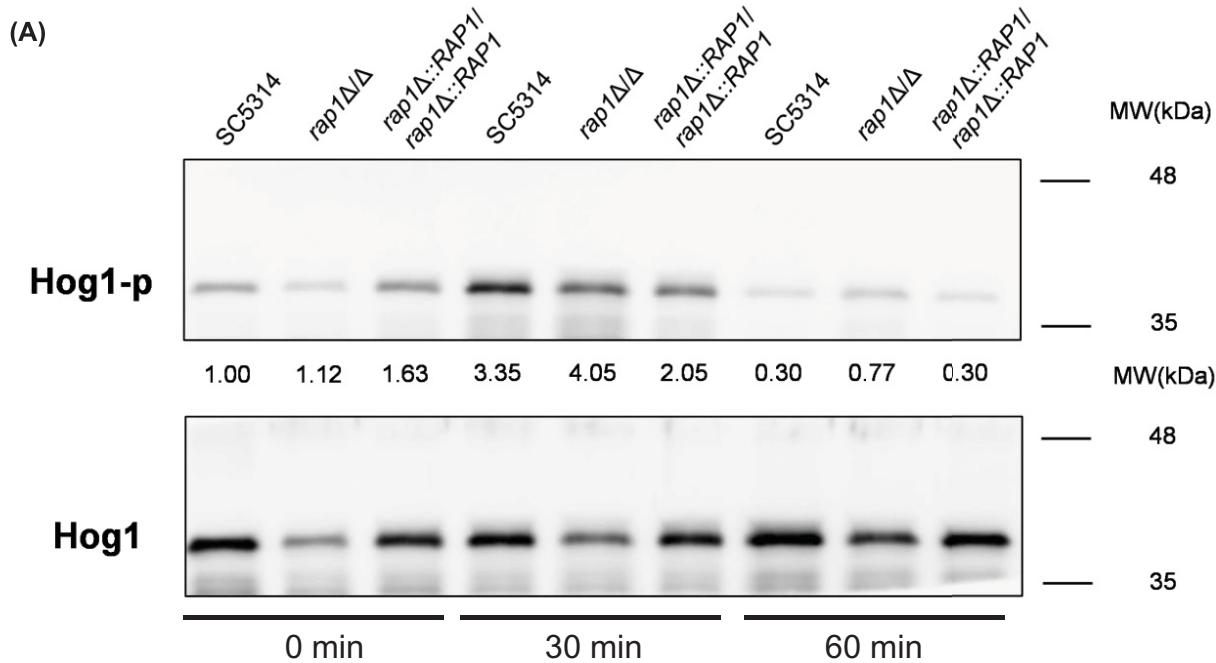 (A)
SC5314
rap1Δ/Δ
rap1Δ::RAP1/
rap1Δ::RAP1
SC5314
rap1Δ/Δ
rap1Δ::RAP1/
rap1Δ::RAP1
SC5314
rap1Δ/Δ
rap1Δ::RAP1/
rap1Δ::RAP1
MW(kDa)
48
Hog1-p
35
1.00 1.12 1.63 3.35 4.05 2.05 0.30 0.77 0.30 MW(kDa)
48
Hog1
35
0 min 30 min 60 min